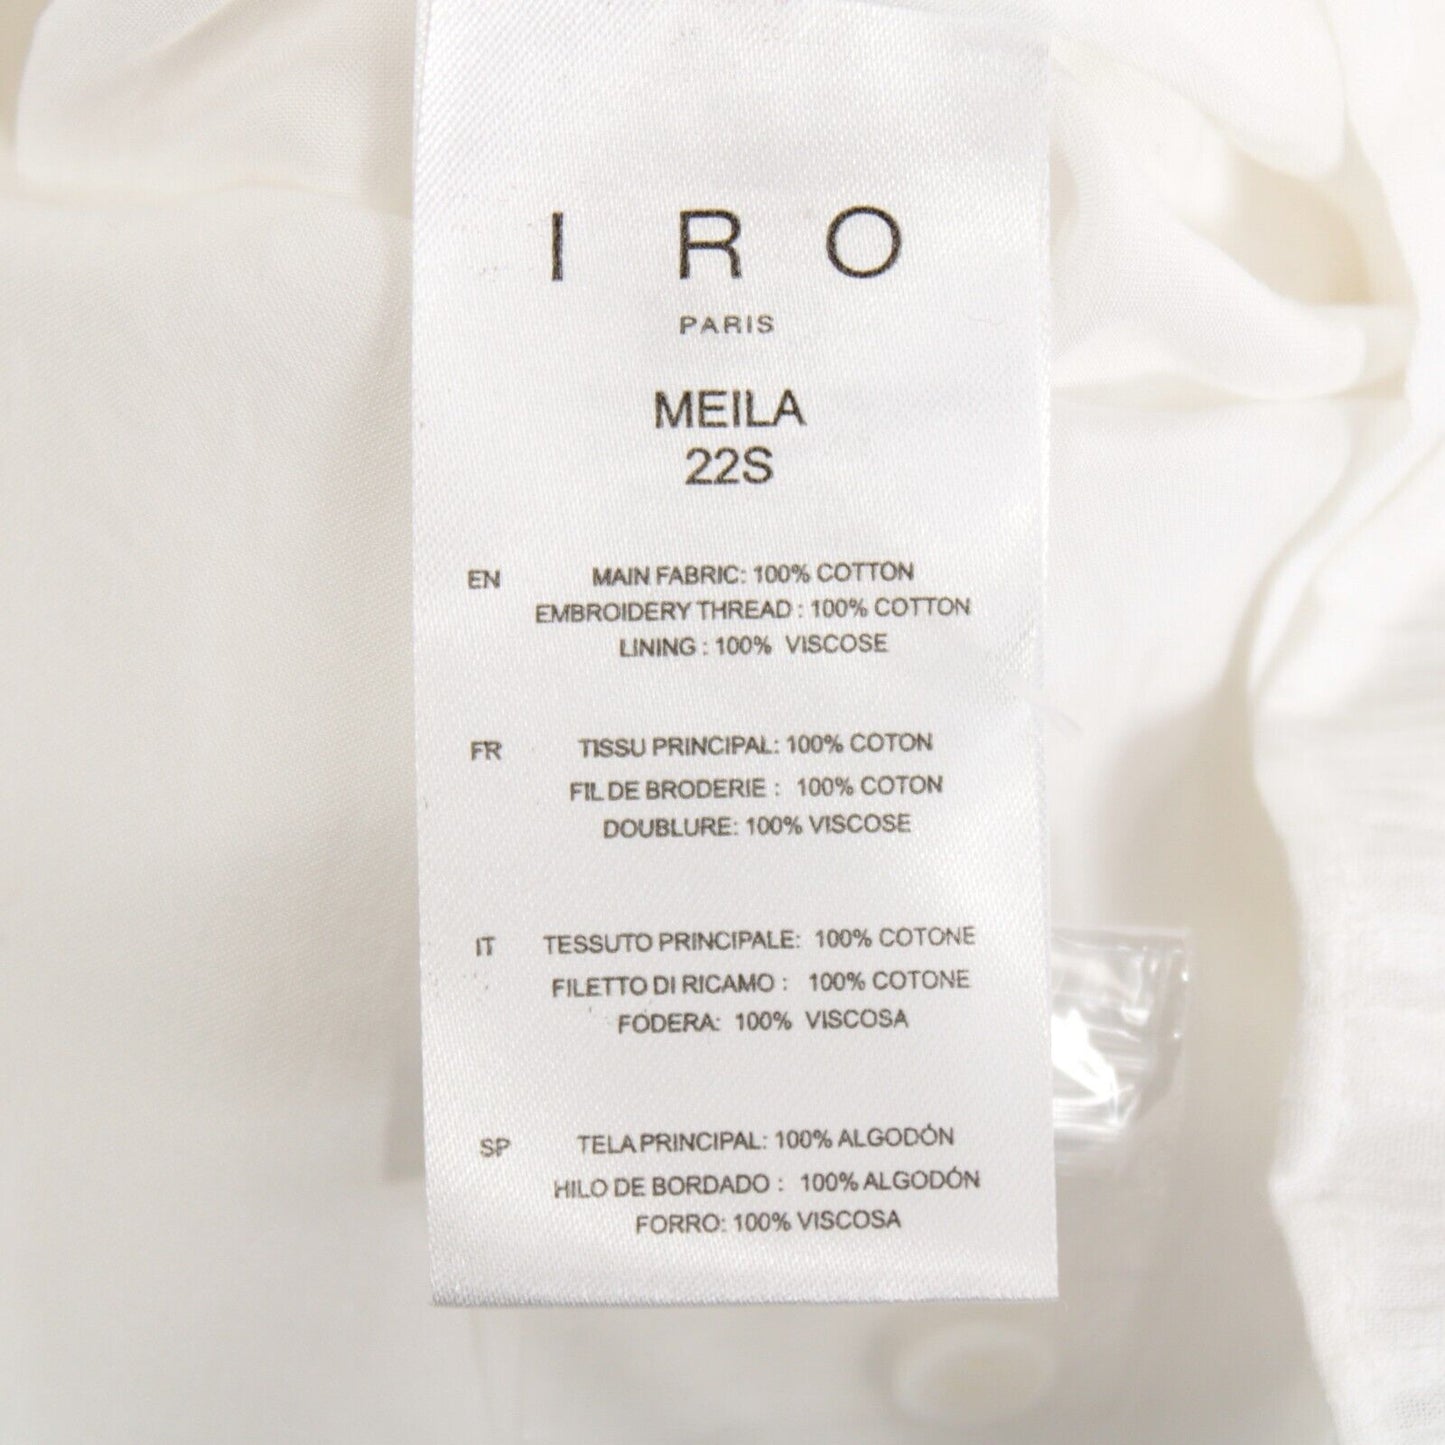 IRO
PARIS
MEILA
22S
EN MAIN FABRIC: 100% COTTON
EMBROIDERY THREAD : 100% COTTON
LINING : 100% VISCOSE
FR TISSU PRINCIPAL: 100% COTON
FIL DE BRODERIE : 100% COTON
DOUBLURE: 100% VISCOSE
IT TESSUTO PRINCIPALE: 100% COTONE
FILETTO DI RICAMO : 100% COTONE
FODERA: 100% VISCOSA
SP TELA PRINCIPAL: 100% ALGODÓN
HILO DE BORDADO : 100% ALGODÓN
FORRO: 100% VISCOSA